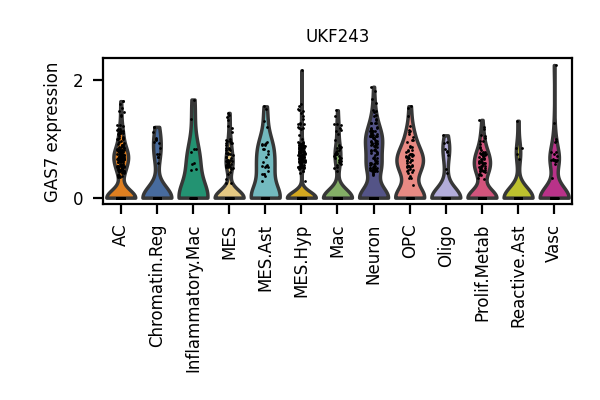 UKF243
GAS7 expression
2
0
AC
Chromatin.Reg
Inflammatory.Mac
MES
MES.Ast
MES.Hyp
Mac
Neuron
OPC
Oligo
Prolif.Metab
Reactive.Ast
Vasc